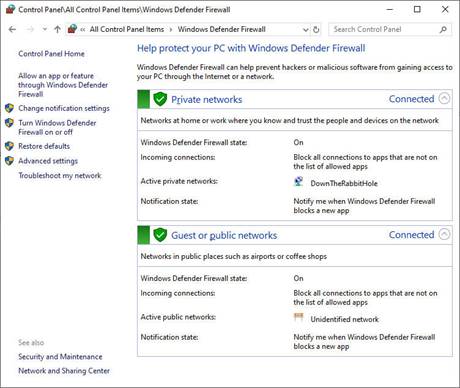 Control Panel\All Control Panel Items\Windows Defender Firewall
« All Control Panel Items > Windows Defender Firewall
Search Control Panel
Control Panel Home
Allow an app or feature
through Windows Defender
Firewall
Change notification settings
Turn Windows Defender
Firewall on or off
Restore defaults
Advanced settings
Troubleshoot my network
See also
Security and Maintenance
Network and Sharing Center
Help protect your PC with Windows Defender Firewall
Windows Defender Firewall can help prevent hackers or malicious software from gaining access to
your PC through the Internet or a network.
Private networks Connected
Networks at home or work where you know and trust the people and devices on the network
Windows Defender Firewall state: On
Incoming connections: Block all connections to apps that are not on
the list of allowed apps
Active private networks: DownTheRabbitHole
Notification state: Notify me when Windows Defender Firewall
blocks a new app
Guest or public networks Connected
Networks in public places such as airports or coffee shops
Windows Defender Firewall state: On
Incoming connections: Block all connections to apps that are not on
the list of allowed apps
Active public networks: Unidentified network
Notification state: Notify me when Windows Defender Firewall
blocks a new app